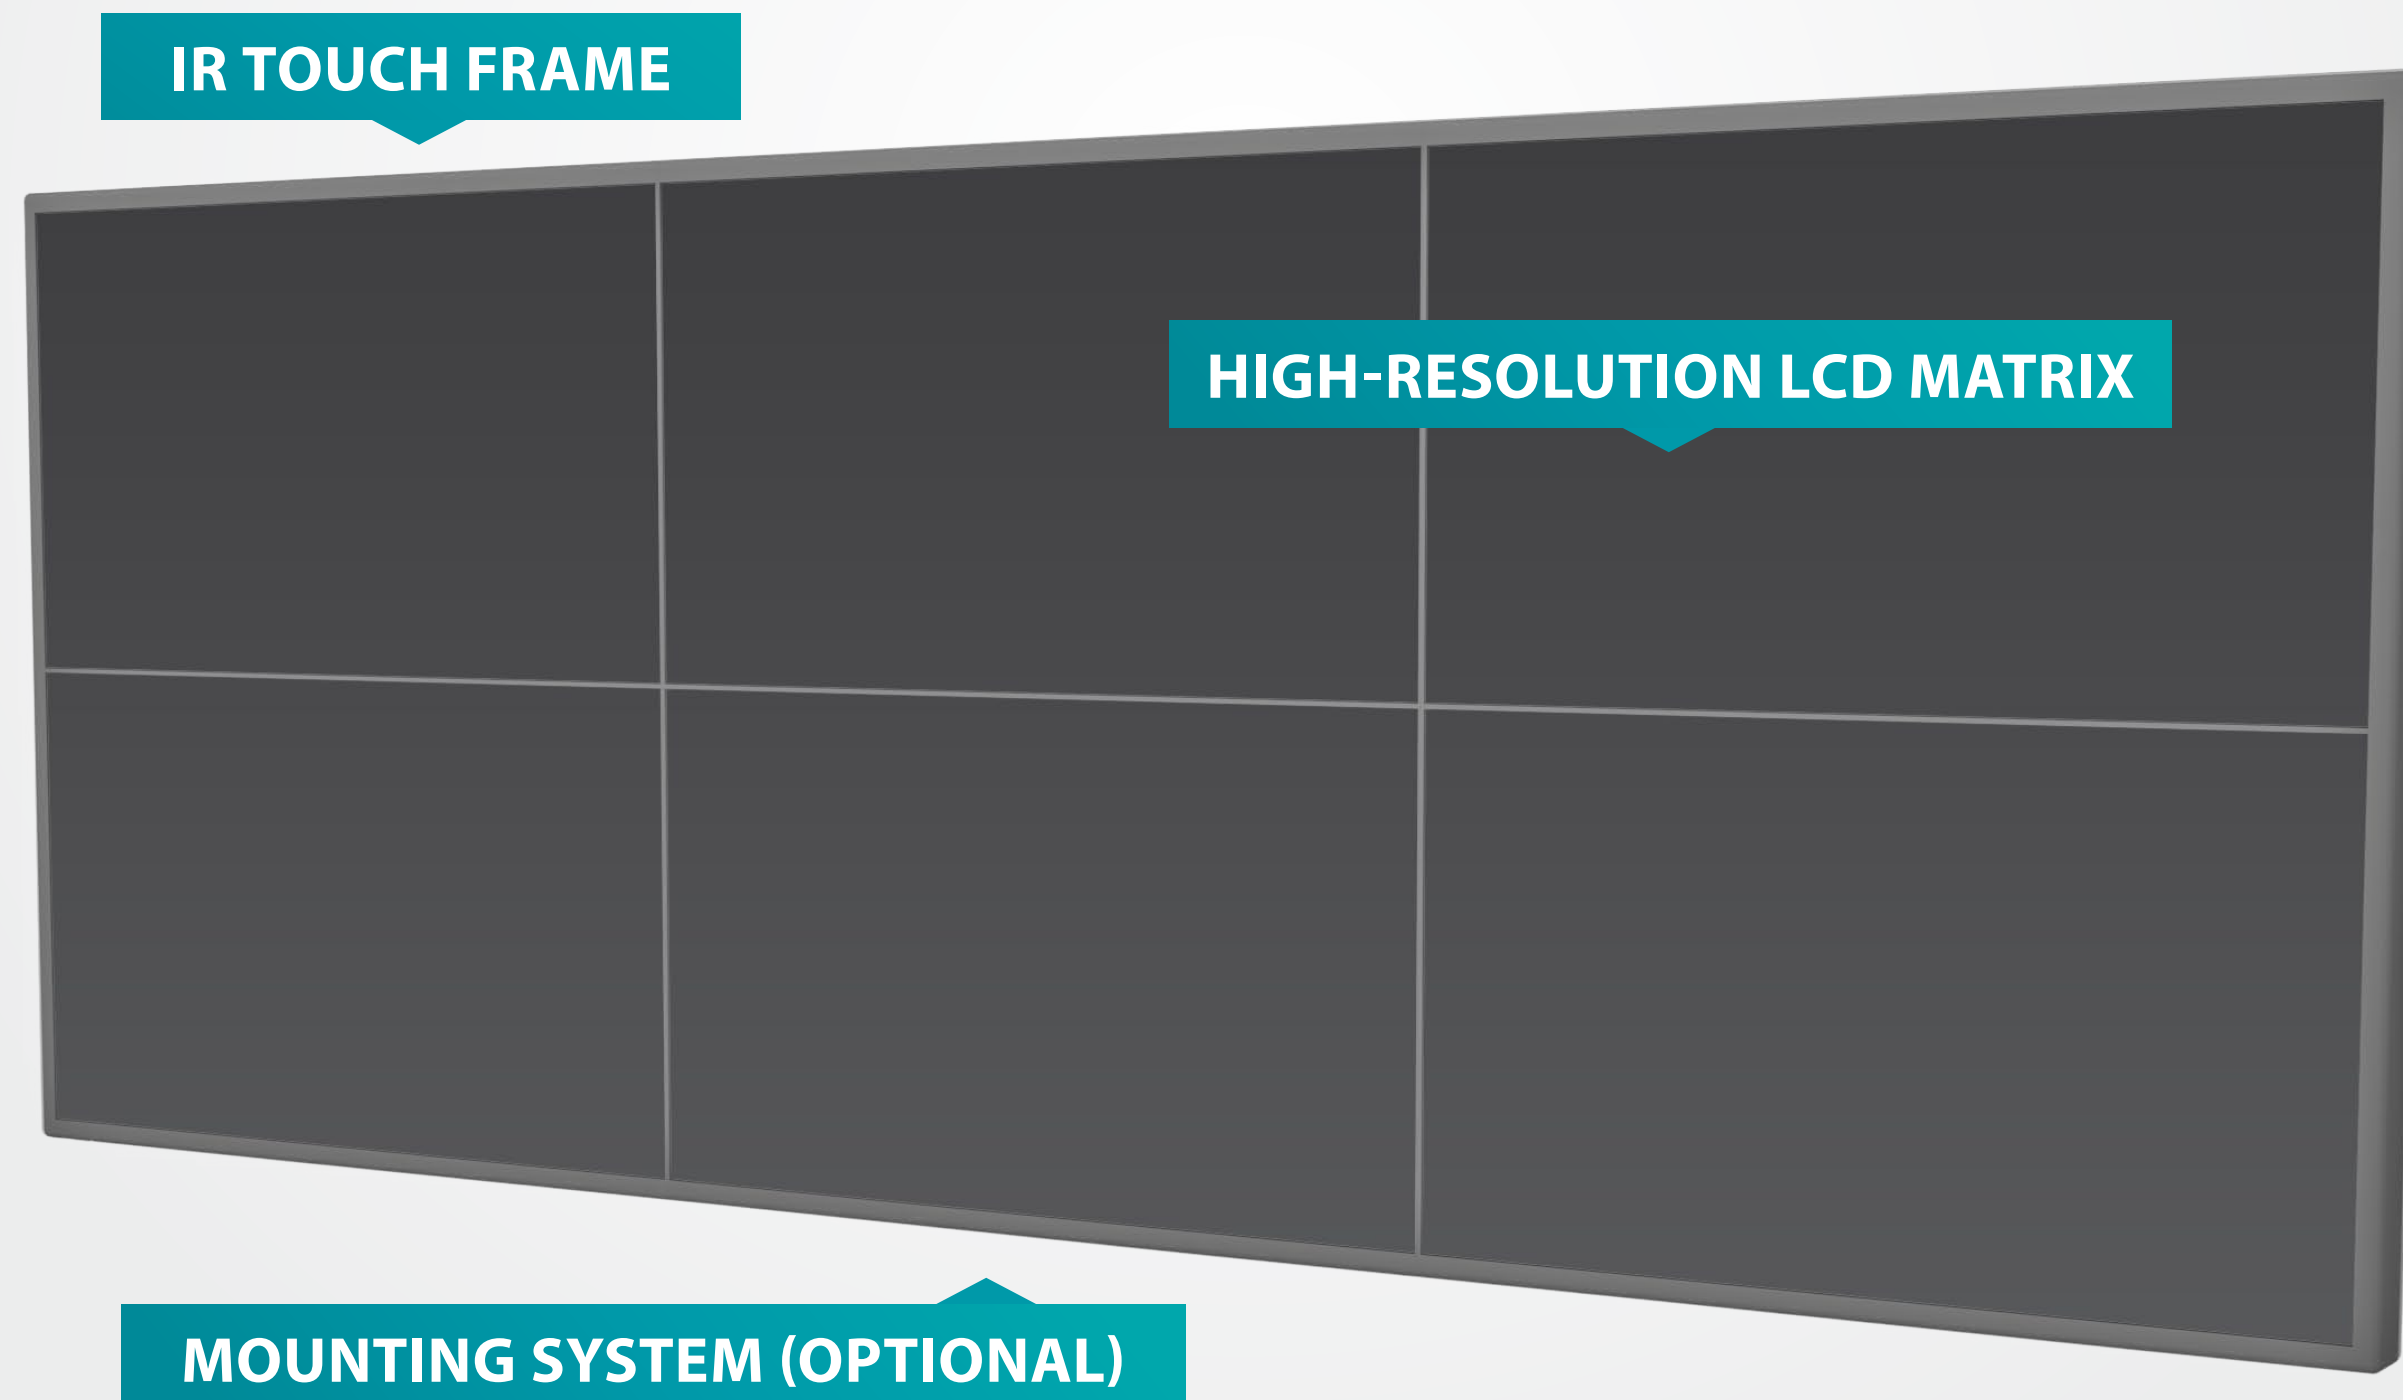 IR TOUCH FRAME
HIGH-RESOLUTION LCD MATRIX
MOUNTING SYSTEM (OPTIONAL)